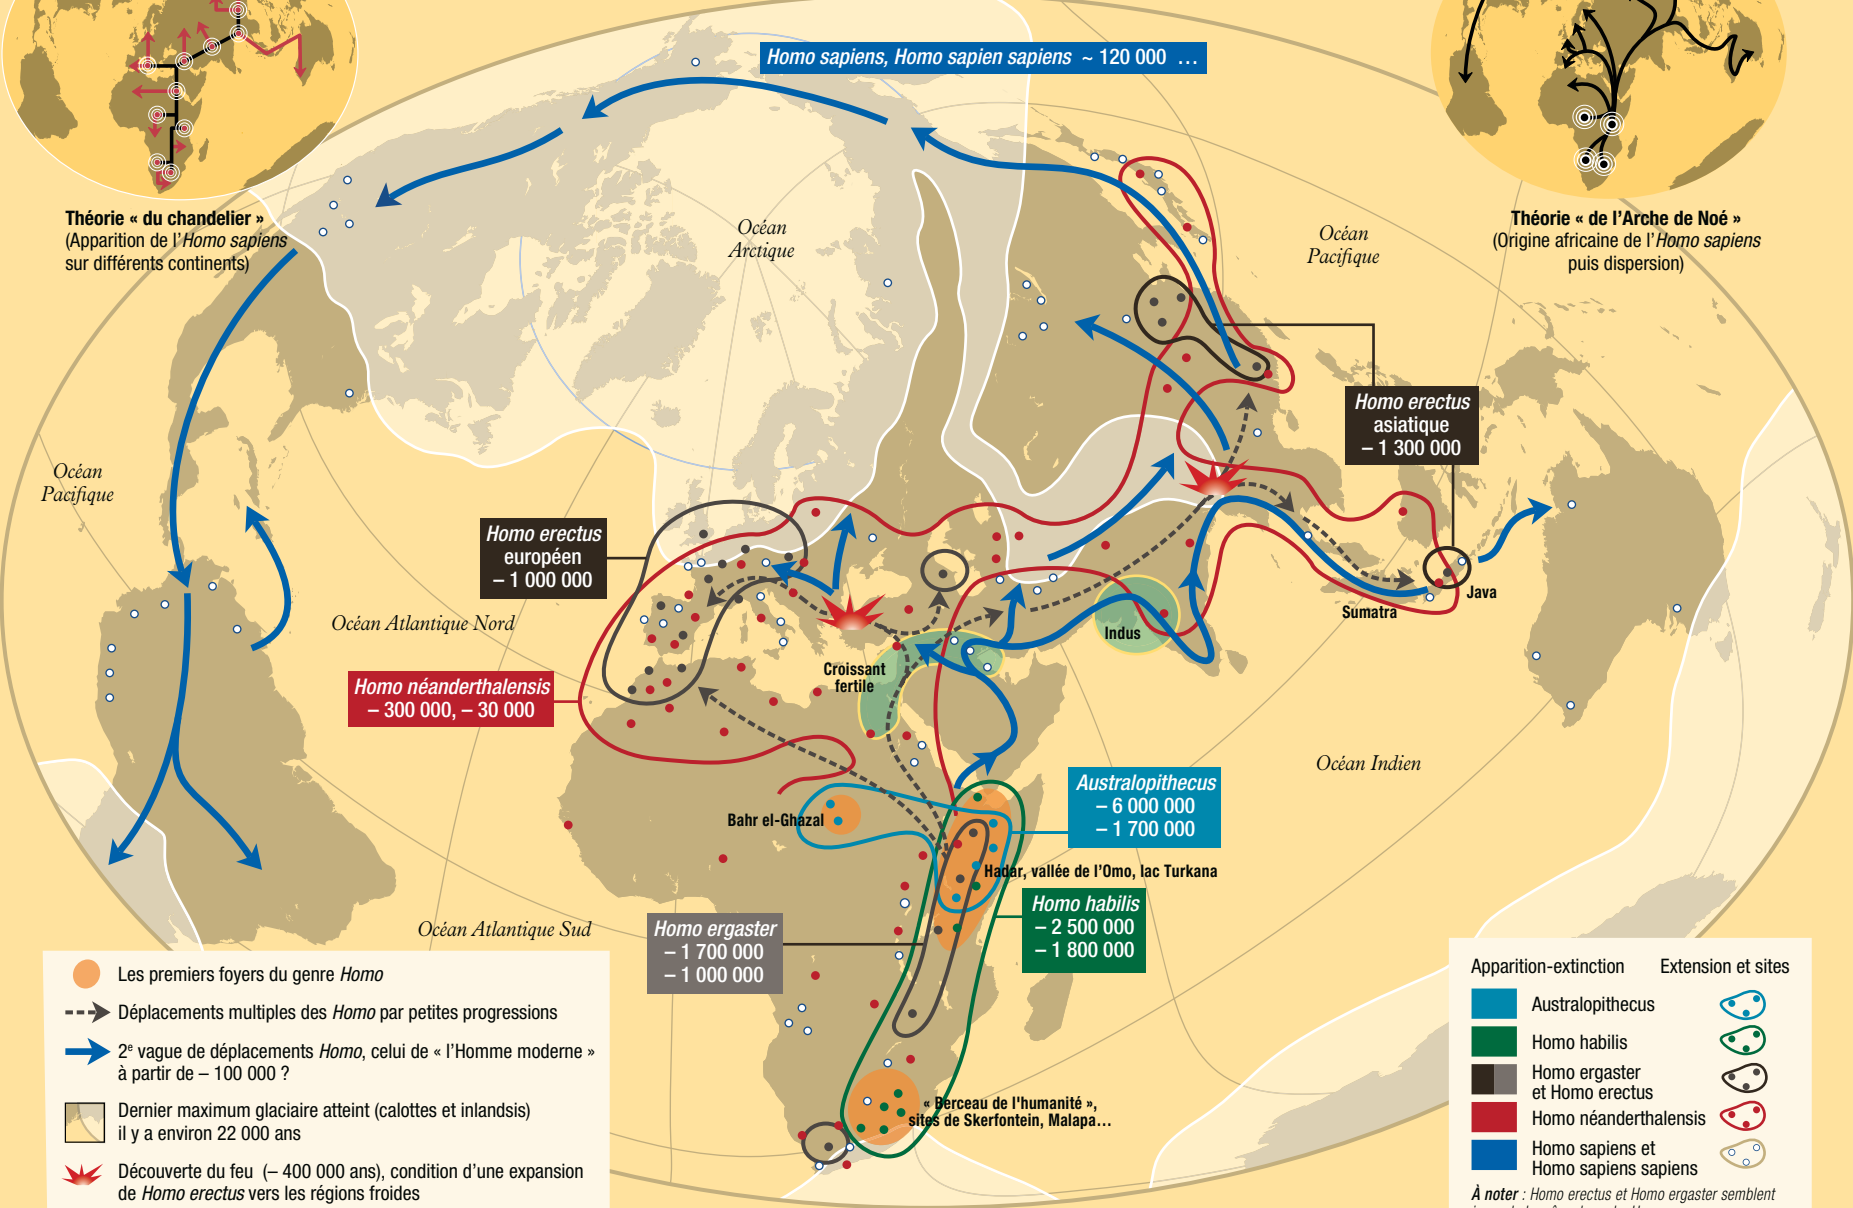 Homo sapiens, Homo sapien sapiens ~ 120 000 …
Théorie « du chandelier »
(Apparition de l'Homo sapiens
sur différents continents)
Théorie « de l'Arche de Noé »
(Origine africaine de l'Homo sapiens
puis dispersion)
Océan
Arctique
Océan
Pacifique
Océan
Pacifique
Homo erectus
asiatique
– 1 300 000
Homo erectus
européen
– 1 000 000
Java
Sumatra
Indus
Océan Atlantique Nord
Croissant
fertile
Homo néanderthalensis
– 300 000, – 30 000
Océan Indien
Australopithecus
– 6 000 000
– 1 700 000
Bahr el-Ghazal
Hadar, vallée de l'Omo, lac Turkana
Homo habilis
– 2 500 000
– 1 800 000
Océan Atlantique Sud
Homo ergaster
– 1 700 000
– 1 000 000
« Berceau de l'humanité »,
sites de Skerfontein, Malapa…
Les premiers foyers du genre Homo
Déplacements multiples des Homo par petites progressions
2e vague de déplacements Homo, celui de « l'Homme moderne »
à partir de – 100 000 ?
Dernier maximum glaciaire atteint (calottes et inlandsis)
il y a environ 22 000 ans
Découverte du feu (– 400 000 ans), condition d'une expansion
de Homo erectus vers les régions froides
Apparition-extinction Extension et sites
Australopithecus
Homo habilis
Homo ergaster
et Homo erectus
Homo néanderthalensis
Homo sapiens et
Homo sapiens sapiens
À noter : Homo erectus et Homo ergaster semblent